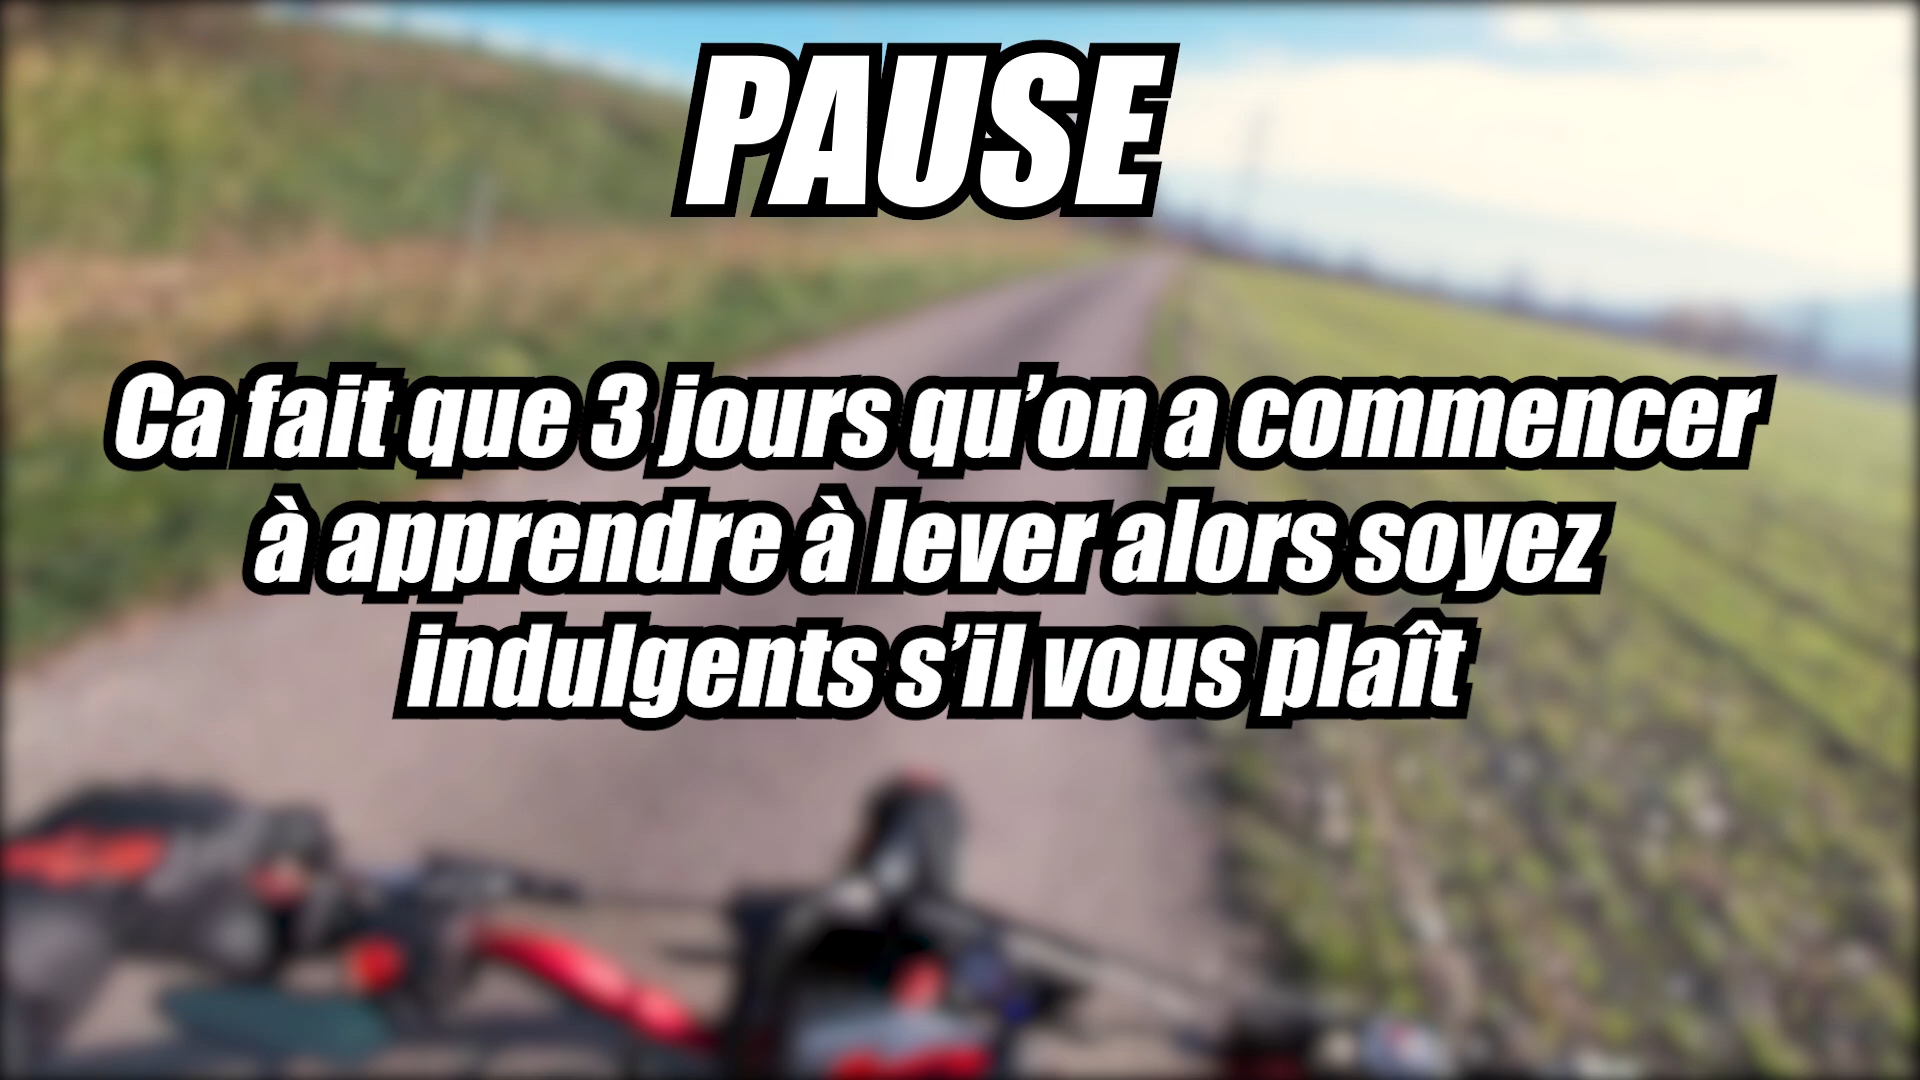 PAUSE
Ca fait que 3 jours qu’on a commencer
à apprendre à lever alors soyez
indulgents s’il vous plaît